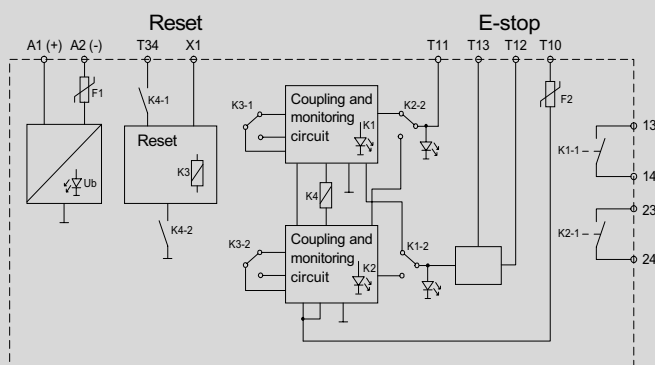 Reset
E-stop
A1 (+) A2 (-) T34 X1 T11 T13 T12 T10
F1
K4-1
F2
K3-1
Coupling and
monitoring
circuit
K1
K2-2
13
K1-1
14
Reset
K3
Ub
K4
23
K2-1
24
K4-2
K3-2
Coupling and
monitoring
circuit
K2
K1-2